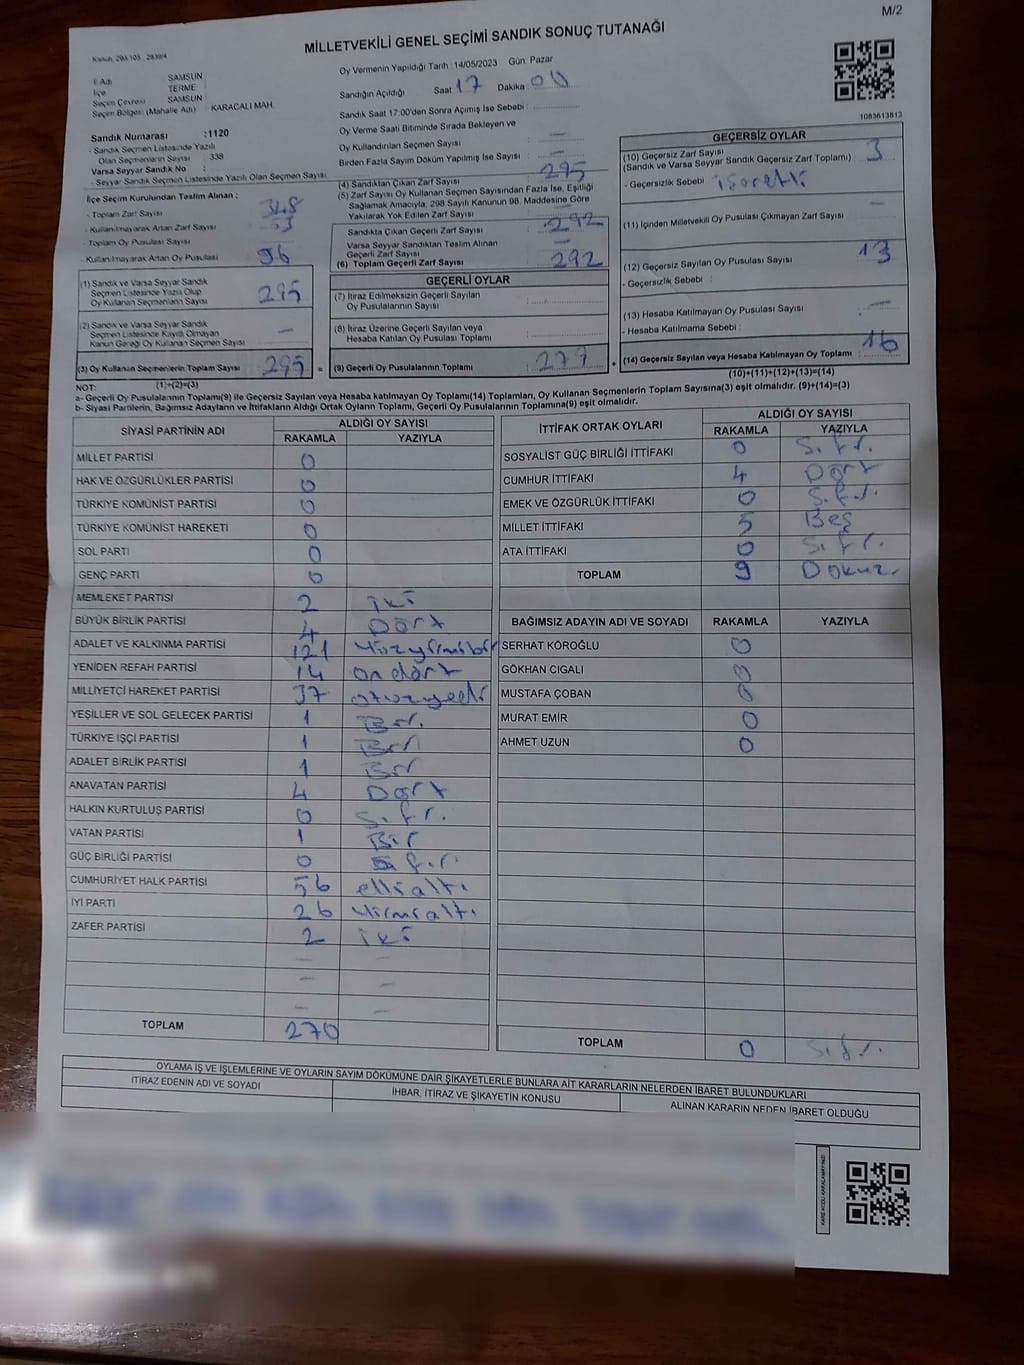 M/2
MİLLETVEKİLİ GENEL SEÇİMİ SANDIK SONUÇ TUTANAĞI
İl Adı SAMSUN
İlçe TERME
Seçim Çevresi SAMSUN
Seçim Bölgesi (Mahalle Adı) : KARACALI MAH.
Oy Vermenin Yapıldığı Tarih : 14/05/2023 Gün: Pazar
Sandığın Açıldığı Saat 17 Dakika 00
Sandık Saat 17:00'den Sonra Açımış İse Sebebi :
Oy Verme Saati Bitiminde Sırada Bekleyen ve
Oy Kullandırılan Seçmen Sayısı —
Birden Fazla Sayım Döküm Yapılmış İse Sayısı —
1083613813
Sandık Numarası :1120
- Sandık Seçmen Listesinde Yazılı
Olan Seçmenlerin Sayısı : 338
Varsa Seyyar Sandık No :
- Seyyar Sandık Seçmen Listesinde Yazılı Olan Seçmen Sayısı
İlçe Seçim Kurulundan Teslim Alınan ;
- Toplam Zarf Sayısı
- Kullanılmayarak Artan Zarf Sayısı
- Toplam Oy Pusulası Sayısı
- Kullanılmayarak Artan Oy Pusulası 96
(1) Sandık ve Varsa Seyyar Sandık
Seçmen Listesinde Yazılı Olup
Oy Kullanan Seçmenlerin Sayısı 295
(2) Sandık ve Varsa Seyyar Sandık
Seçmen Listesinde Kayıtlı Olmayan
Kanun Gereği Oy Kullanan Seçmen Sayısı —
(3) Oy Kullanan Seçmenlerin Toplam Sayısı 295 =
(4) Sandıktan Çıkan Zarf Sayısı 295
(5) Zarf Sayısı Oy Kullanan Seçmen Sayısından Fazla İse, Eşitliği
Sağlamak Amacıyla, 298 Sayılı Kanunun 98. Maddesine Göre
Yakılarak Yok Edilen Zarf Sayısı —
Sandıkta Çıkan Geçerli Zarf Sayısı 292
Varsa Seyyar Sandıktan Teslim Alınan
Geçerli Zarf Sayısı —
(6) Toplam Geçerli Zarf Sayısı 292
GEÇERLİ OYLAR
(7) İtiraz Edilmeksizin Geçerli Sayılan
Oy Pusulalarının Sayısı
(8) İtiraz Üzerine Geçerli Sayılan veya
Hesaba Katılan Oy Pusulası Toplamı
(9) Geçerli Oy Pusulalarının Toplamı 279 +
GEÇERSİZ OYLAR
(10) Geçersiz Zarf Sayısı
(Sandık ve Varsa Seyyar Sandık Geçersiz Zarf Toplamı) 3
- Geçersizlik Sebebi işaretli
(11) İçinden Milletvekili Oy Pusulası Çıkmayan Zarf Sayısı —
(12) Geçersiz Sayılan Oy Pusulası Sayısı 13
- Geçersizlik Sebebi :
(13) Hesaba Katılmayan Oy Pusulası Sayısı —
- Hesaba Katılmama Sebebi :
(14) Geçersiz Sayılan veya Hesaba Katılmayan Oy Toplamı 16
NOT: (1)+(2)=(3) (10)+(11)+(12)+(13)=(14)
a- Geçerli Oy Pusulalarının Toplamı(9) ile Geçersiz Sayılan veya Hesaba katılmayan Oy Toplamı(14) Toplamları, Oy Kullanan Seçmenlerin Toplam Sayısına(3) eşit olmalıdır. (9)+(14)=(3)
b- Siyasi Partilerin, Bağımsız Adayların ve İttifakların Aldığı Ortak Oyların Toplamı, Geçerli Oy Pusulalarının Toplamına(9) eşit olmalıdır.
SİYASİ PARTİNİN ADI ALDIĞI OY SAYISI
RAKAMLA YAZIYLA
MİLLET PARTİSİ 0
HAK VE ÖZGÜRLÜKLER PARTİSİ 0
TÜRKİYE KOMÜNİST PARTİSİ 0
TÜRKİYE KOMÜNİST HAREKETİ 0
SOL PARTİ 0
GENÇ PARTİ 0
MEMLEKET PARTİSİ 2 iki
BÜYÜK BİRLİK PARTİSİ 4 Dört
ADALET VE KALKINMA PARTİSİ 121 Yüzyirmibir
YENİDEN REFAH PARTİSİ 14 on dört
MİLLİYETÇİ HAREKET PARTİSİ 37 otuzyedi
YEŞİLLER VE SOL GELECEK PARTİSİ 1 Bir
TÜRKİYE İŞÇİ PARTİSİ 1 Bir
ADALET BİRLİK PARTİSİ 1 Bir
ANAVATAN PARTİSİ 4 Dört
HALKIN KURTULUŞ PARTİSİ 0 Sıfır
VATAN PARTİSİ 1 Bir
GÜÇ BİRLİĞİ PARTİSİ 0 Sıfır
CUMHURİYET HALK PARTİSİ 56 ellialtı
İYİ PARTİ 26 Yirmialtı
ZAFER PARTİSİ 2 iki
TOPLAM 270
İTTİFAK ORTAK OYLARI ALDIĞI OY SAYISI
RAKAMLA YAZIYLA
SOSYALİST GÜÇ BİRLİĞİ İTTİFAKI 0 Sıfır
CUMHUR İTTİFAKI 4 Dört
EMEK VE ÖZGÜRLÜK İTTİFAKI 0 Sıfır
MİLLET İTTİFAKI 5 Beş
ATA İTTİFAKI 0 Sıfır
TOPLAM 9 Dokuz
BAĞIMSIZ ADAYIN ADI VE SOYADI RAKAMLA YAZIYLA
SERHAT KÖROĞLU 0
GÖKHAN CIGALI 0
MUSTAFA ÇOBAN 0
MURAT EMİR 0
AHMET UZUN 0
TOPLAM 0 Sıfır
OYLAMA İŞ VE İŞLEMLERİNE VE OYLARIN SAYIM DÖKÜMÜNE DAİR ŞİKAYETLERLE BUNLARA AİT KARARLARIN NELERDEN İBARET BULUNDUKLARI
İTİRAZ EDENİN ADI VE SOYADI İHBAR, İTİRAZ VE ŞİKAYETİN KONUSU ALINAN KARARIN NEDEN İBARET OLDUĞU
KARE KODU KARALAMAYINIZ!